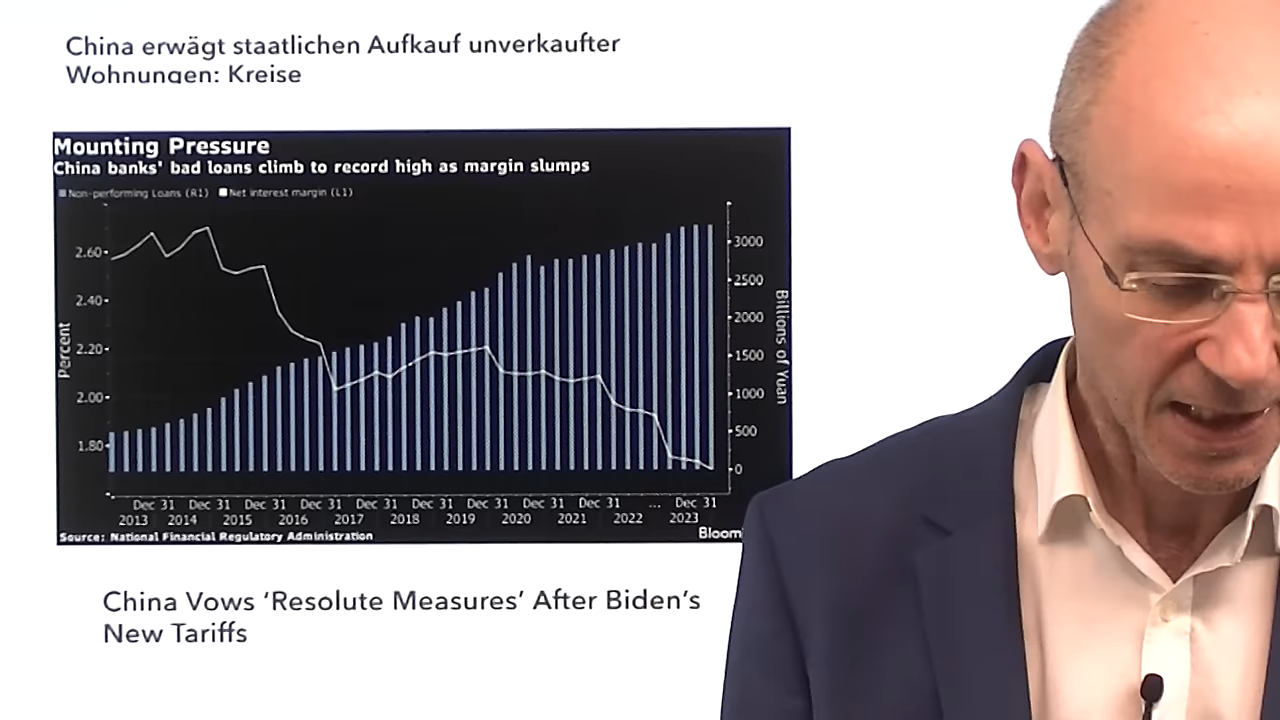 China erwägt staatlichen Aufkauf unverkaufter
Wohnungen: Kreise
Mounting Pressure
China banks' bad loans climb to record high as margin slumps
Non-performing Loans (R1) Net interest margin (L1)
2.60
2.40
2.20
2.00
1.80
Percent
3000
2500
2000
1500
1000
500
0
Billions of Yuan
Dec 31 Dec 31 Dec 31 Dec 31 Dec 31 Dec 31 Dec 31 Dec 31 Dec 31 ... Dec 31
2013 2014 2015 2016 2017 2018 2019 2020 2021 2022 2023
Source: National Financial Regulatory Administration
Bloom
China Vows ‘Resolute Measures’ After Biden’s
New Tariffs